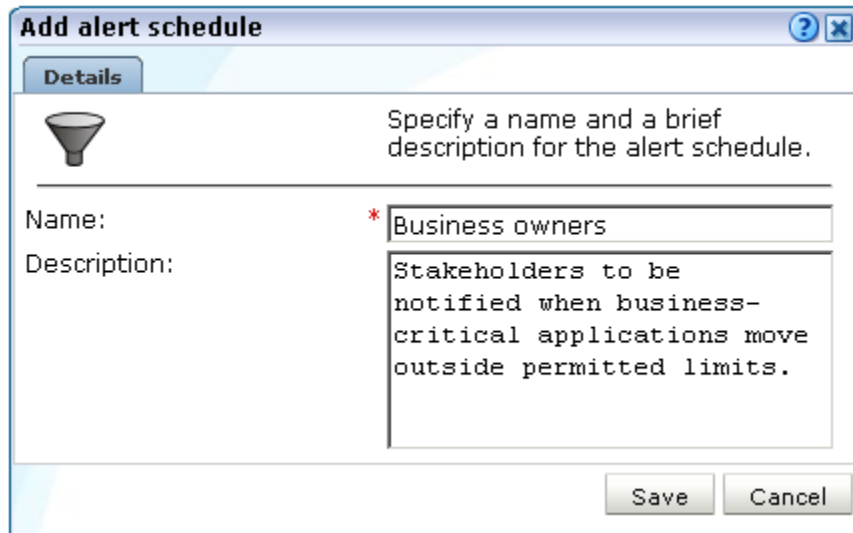 Add alert schedule
?
Details
Specify a name and a brief
description for the alert schedule.
Name:
* Business owners
Description:
Stakeholders to be
notified when business-
critical applications move
outside permitted limits.
Save Cancel